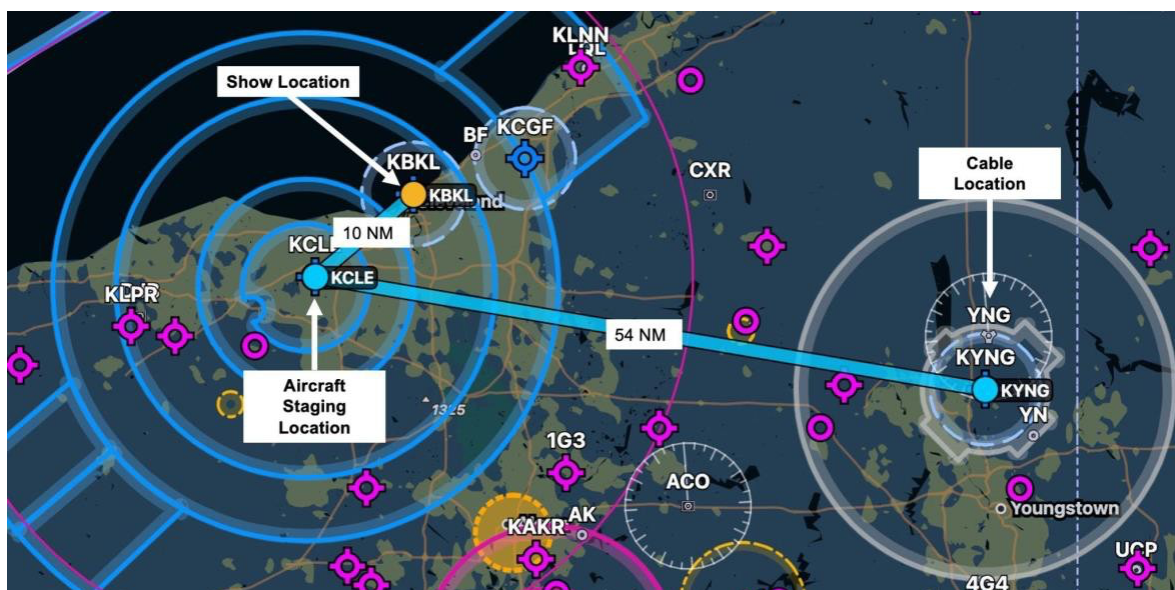 KLNN
Show Location
KCGF
BF
KBKL
KBKL
CXR
Cable
Location
10 NM
KCLE
KLPR
54 NM
YNG
KYNG
KYNG
YN
Aircraft
Staging
Location
1325
1G3
ACO
AK
KAKR
Youngstown
UCP
4G4